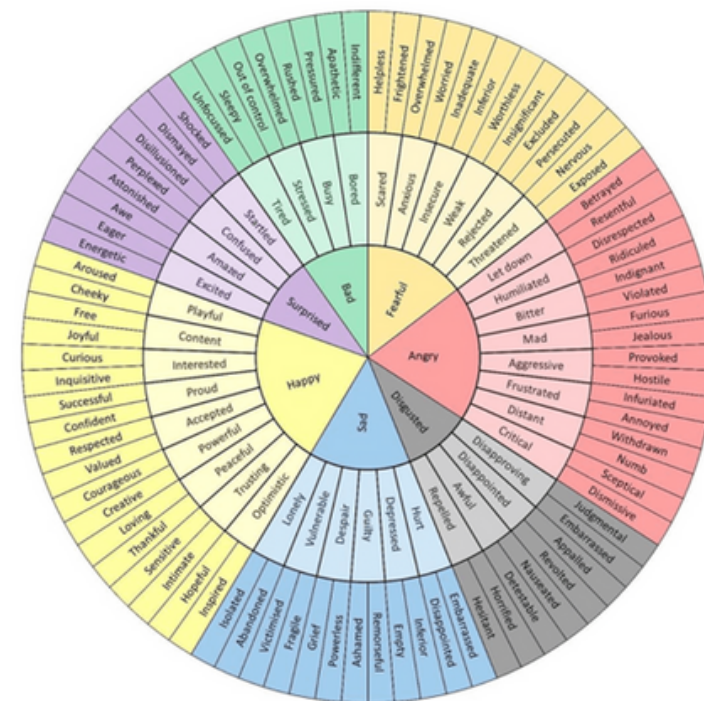 Fearful
Angry
Disgusted
Sad
Happy
Surprised
Bad
Scared
Anxious
Insecure
Weak
Rejected
Threatened
Let down
Humiliated
Bitter
Mad
Aggressive
Frustrated
Distant
Critical
Disapproving
Disappointed
Awful
Repelled
Hurt
Depressed
Guilty
Despair
Vulnerable
Lonely
Optimistic
Trusting
Peaceful
Powerful
Accepted
Proud
Interested
Content
Playful
Excited
Amazed
Confused
Startled
Tired
Stressed
Busy
Bored
Helpless
Frightened
Overwhelmed
Worried
Inadequate
Inferior
Worthless
Insignificant
Excluded
Persecuted
Nervous
Exposed
Betrayed
Resentful
Disrespected
Ridiculed
Indignant
Violated
Furious
Jealous
Provoked
Hostile
Infuriated
Annoyed
Withdrawn
Numb
Sceptical
Dismissive
Judgmental
Embarrassed
Appalled
Revolted
Nauseated
Detestable
Horrified
Hesitant
Embarrassed
Disappointed
Inferior
Empty
Remorseful
Ashamed
Powerless
Grief
Fragile
Victimised
Abandoned
Isolated
Inspired
Hopeful
Intimate
Sensitive
Thankful
Loving
Creative
Courageous
Valued
Respected
Confident
Successful
Inquisitive
Curious
Joyful
Free
Cheeky
Aroused
Energetic
Eager
Awe
Astonished
Perplexed
Disillusioned
Dismayed
Shocked
Unfocussed
Sleepy
Out of control
Overwhelmed
Rushed
Pressured
Apathetic
Indifferent